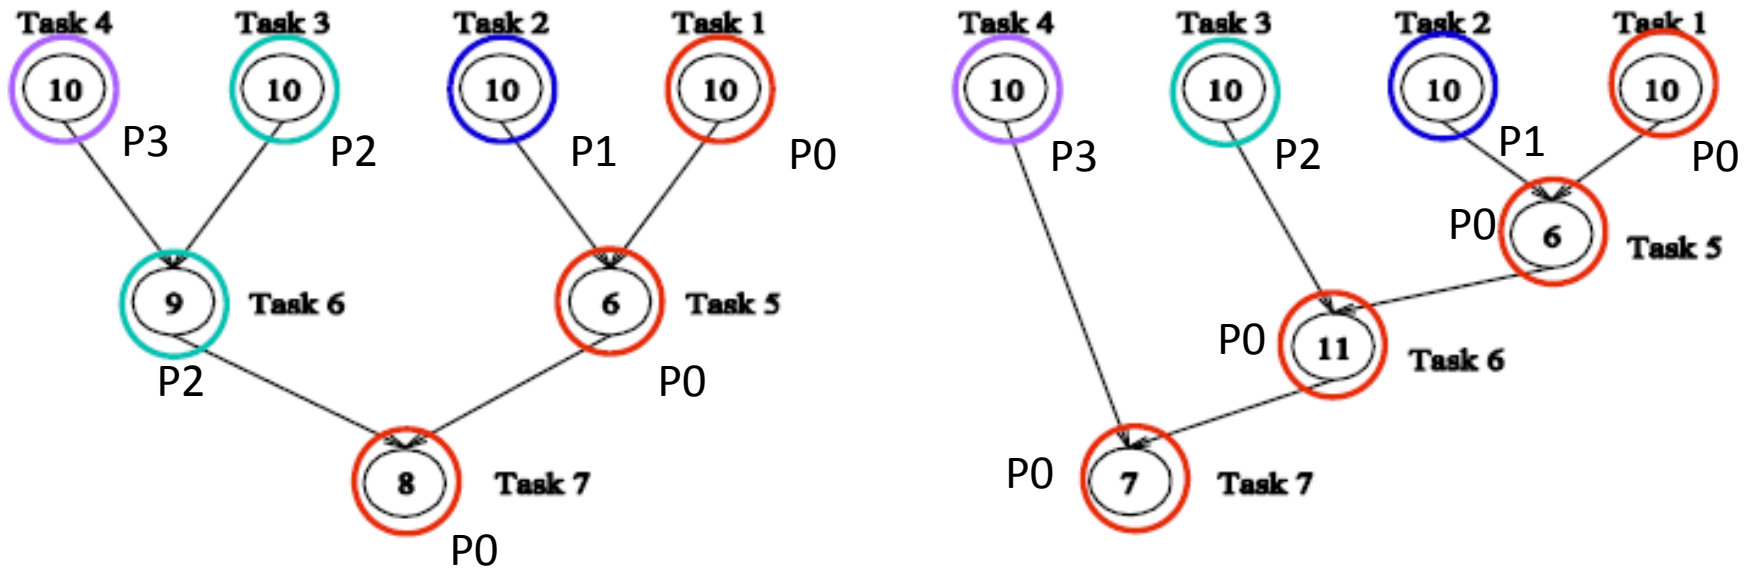 Task 4 Task 3 Task 2 Task 1
10 10 10 10
P3 P2 P1 P0
9 Task 6 6 Task 5
P2 P0
8 Task 7
P0
Task 4 Task 3 Task 2 Task 1
10 10 10 10
P3 P2 P1 P0
P0 6 Task 5
P0 11 Task 6
P0 7 Task 7